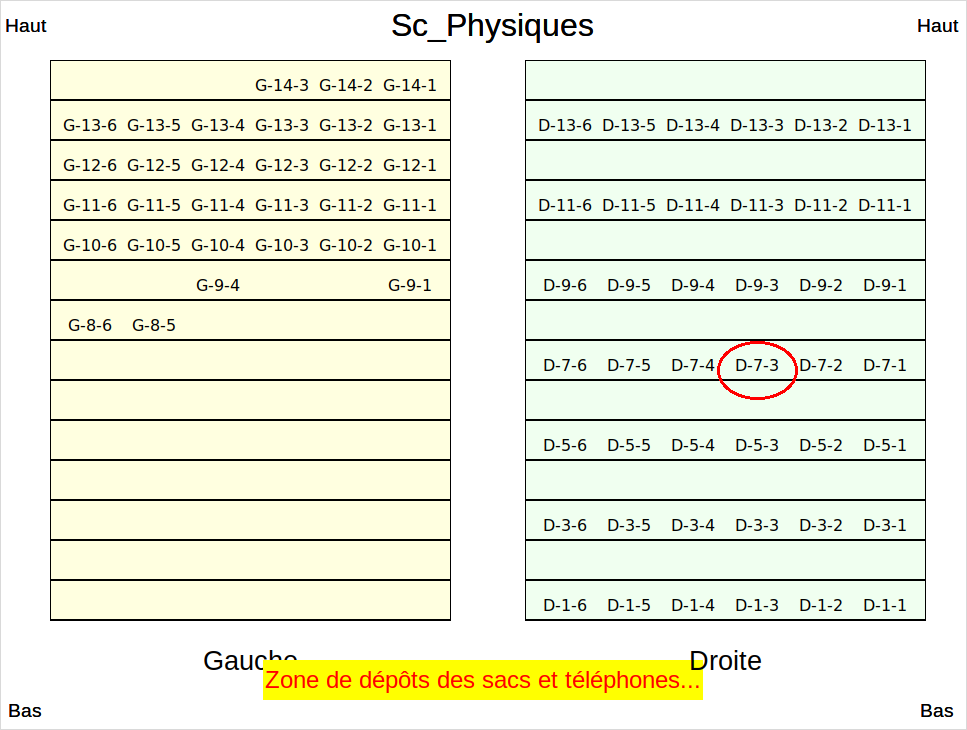 Sc_Physiques
Haut Haut
G-14-3 G-14-2 G-14-1
G-13-6 G-13-5 G-13-4 G-13-3 G-13-2 G-13-1
G-12-6 G-12-5 G-12-4 G-12-3 G-12-2 G-12-1
G-11-6 G-11-5 G-11-4 G-11-3 G-11-2 G-11-1
G-10-6 G-10-5 G-10-4 G-10-3 G-10-2 G-10-1
G-9-4 G-9-1
G-8-6 G-8-5
D-13-6 D-13-5 D-13-4 D-13-3 D-13-2 D-13-1
D-11-6 D-11-5 D-11-4 D-11-3 D-11-2 D-11-1
D-9-6 D-9-5 D-9-4 D-9-3 D-9-2 D-9-1
D-7-6 D-7-5 D-7-4 D-7-3 D-7-2 D-7-1
D-5-6 D-5-5 D-5-4 D-5-3 D-5-2 D-5-1
D-3-6 D-3-5 D-3-4 D-3-3 D-3-2 D-3-1
D-1-6 D-1-5 D-1-4 D-1-3 D-1-2 D-1-1
Gauche Droite
Zone de dépôts des sacs et téléphones...
Bas Bas